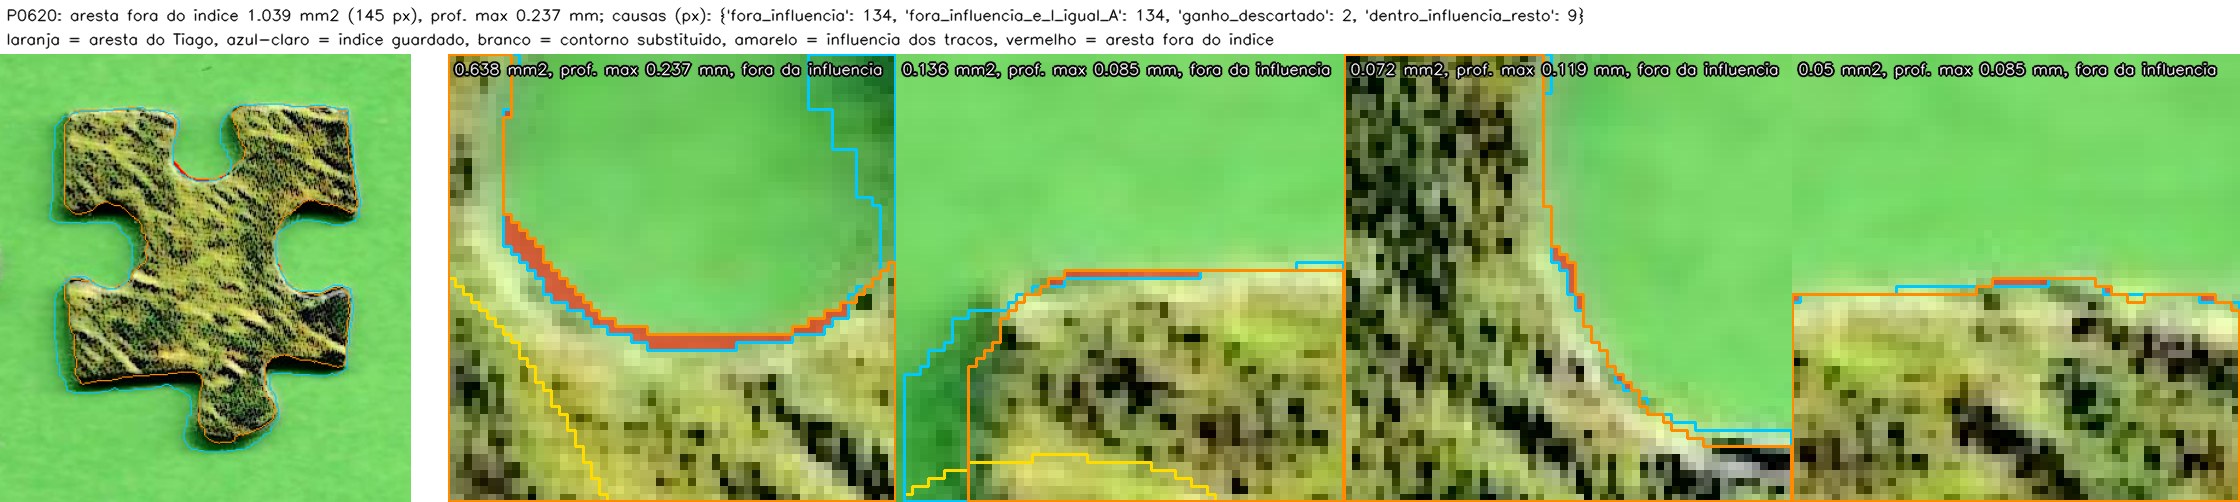 P0620: aresta fora do indice 1.039 mm2 (145 px), prof. max 0.237 mm; causas (px): {'fora_influencia': 134, 'fora_influencia_e_I_igual_A': 134, 'ganho_descartado': 2, 'dentro_influencia_resto': 9}
laranja = aresta do Tiago, azul-claro = indice guardado, branco = contorno substituido, amarelo = influencia dos tracos, vermelho = aresta fora do indice
0.638 mm2, prof. max 0.237 mm, fora da influencia
0.136 mm2, prof. max 0.085 mm, fora da influencia
0.072 mm2, prof. max 0.119 mm, fora da influencia
0.05 mm2, prof. max 0.085 mm, fora da influencia